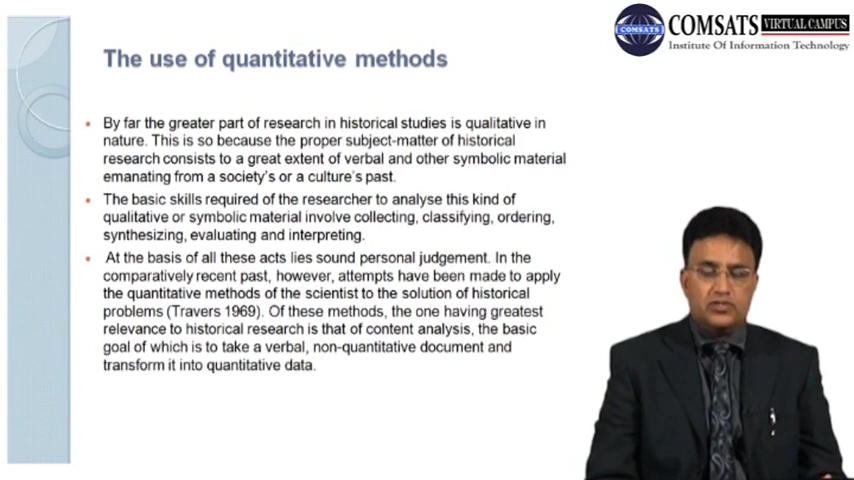 COMSATS VIRTUAL CAMPUS
Institute Of Information Technology
COMSATS
The use of quantitative methods
By far the greater part of research in historical studies is qualitative in
nature. This is so because the proper subject-matter of historical
research consists to a great extent of verbal and other symbolic material
emanating from a society's or a culture's past.
The basic skills required of the researcher to analyse this kind of
qualitative or symbolic material involve collecting, classifying, ordering,
synthesizing, evaluating and interpreting.
At the basis of all these acts lies sound personal judgement. In the
comparatively recent past, however, attempts have been made to apply
the quantitative methods of the scientist to the solution of historical
problems (Travers 1969). Of these methods, the one having greatest
relevance to historical research is that of content analysis, the basic
goal of which is to take a verbal, non-quantitative document and
transform it into quantitative data.